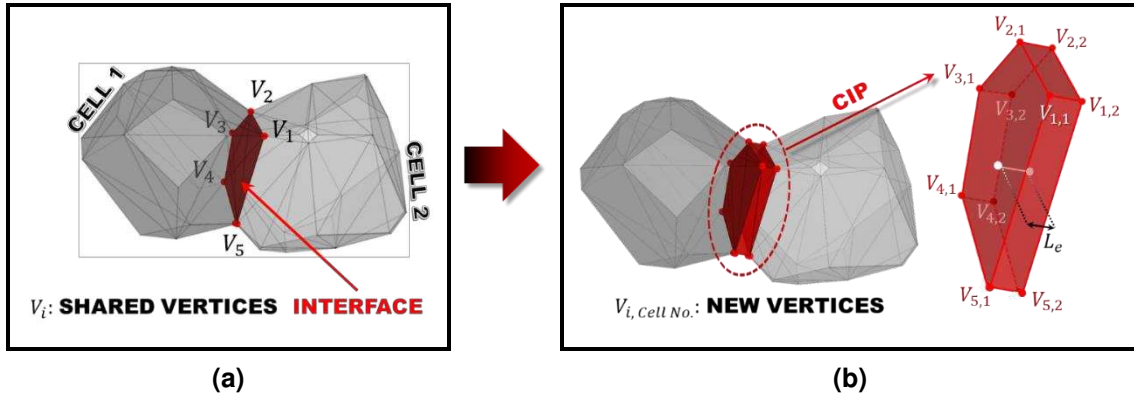 CELL 1
V₂
V₃
V₁
V₄
CELL 2
V₅
Vᵢ: SHARED VERTICES INTERFACE
(a)
CIP
V₂,₁
V₂,₂
V₃,₁
V₃,₂
V₁,₁
V₁,₂
V₄,₁
V₄,₂
Lₑ
V₅,₁
V₅,₂
Vᵢ, Cell No.: NEW VERTICES
(b)